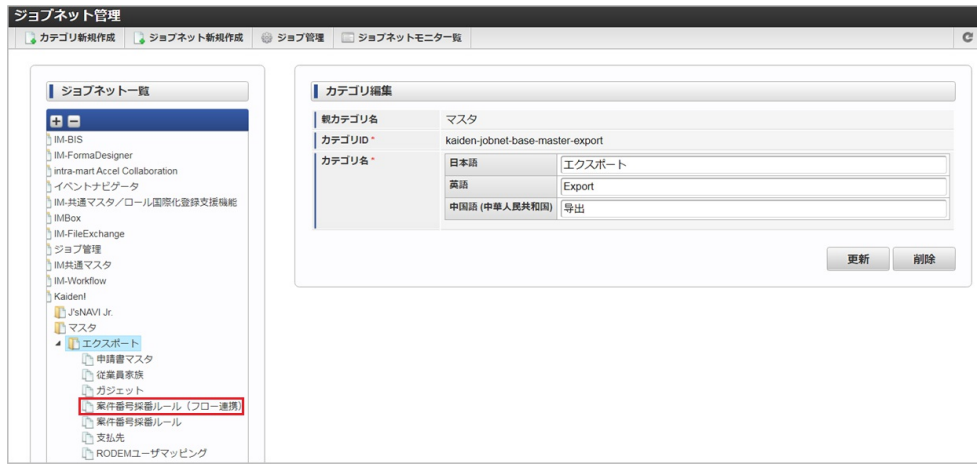 ジョブネット管理
カテゴリ新規作成 ジョブネット新規作成 ジョブ管理 ジョブネットモニター覧
ジョブネット一覧
IM-BIS
IM-FormaDesigner
intra-mart Accel Collaboration
イベントナビゲータ
IM-共通マスタ／ロール国際化登録支援機能
IMBox
IM-FileExchange
ジョブ管理
IM共通マスタ
IM-Workflow
Kaiden!
J'sNAVI Jr.
マスタ
エクスポート
申請書マスタ
従業員家族
ガジェット
案件番号採番ルール（フロー連携）
案件番号採番ルール
支払先
RODEMユーザマッピング
カテゴリ編集
親カテゴリ名 マスタ
カテゴリID * kaiden-jobnet-base-master-export
カテゴリ名 * 日本語 エクスポート
英語 Export
中国語 (中華人民共和国) 导出
更新 削除